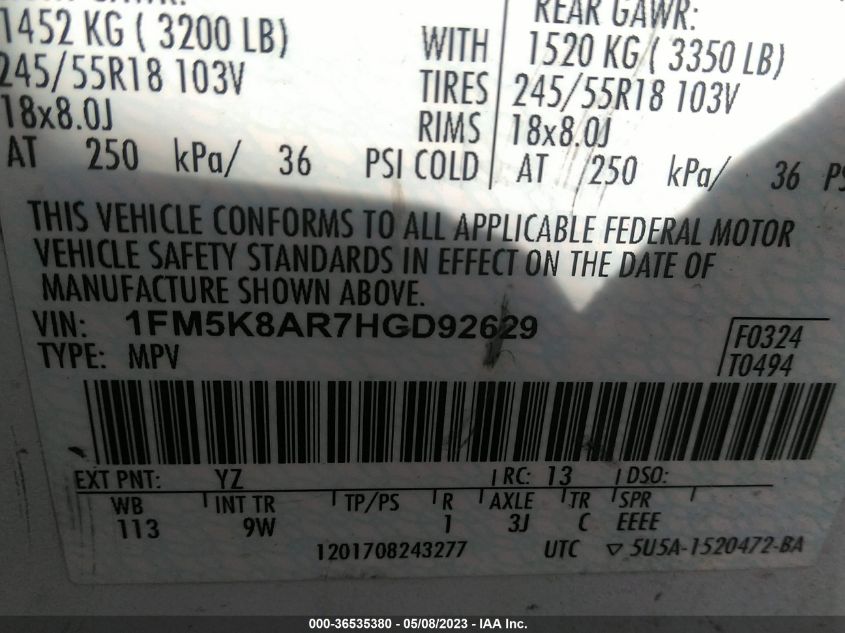 REAR GAWR:
1452 KG ( 3200 LB) WITH 1520 KG ( 3350 LB)
245/55R18 103V TIRES 245/55R18 103V
18x8.0J RIMS 18x8.0J
AT 250 kPa/ 36 PSI COLD AT 250 kPa/ 36 PS
THIS VEHICLE CONFORMS TO ALL APPLICABLE FEDERAL MOTOR
VEHICLE SAFETY STANDARDS IN EFFECT ON THE DATE OF
MANUFACTURE SHOWN ABOVE.
VIN: 1FM5K8AR7HGD92629 F0324
TYPE: MPV T0494
EXT PNT: YZ RC: 13 DSO:
WB INT TR TP/PS R AXLE TR SPR
113 9W 1 3J C EEEE
1201708243277 UTC ▽ 5U5A-1520472-BA
000-36535380 - 05/08/2023 - IAA Inc.